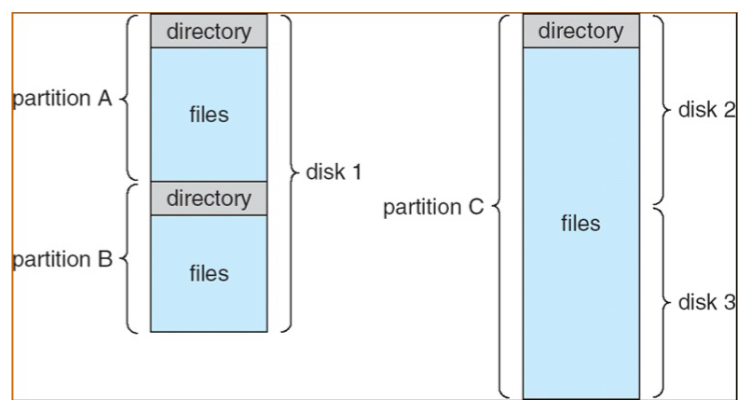 directory
partition A
files
disk 1
directory
partition B
files
directory
disk 2
partition C
files
disk 3